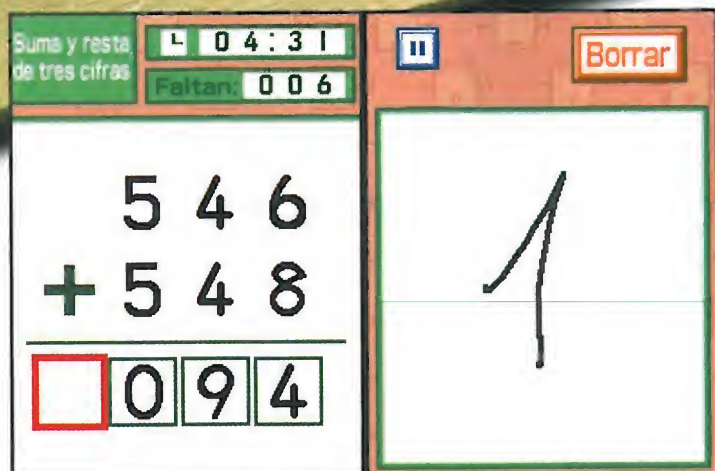 Suma y resta
de tres cifras
04:31
Faltan: 006
546
+ 548
094
Borrar
1